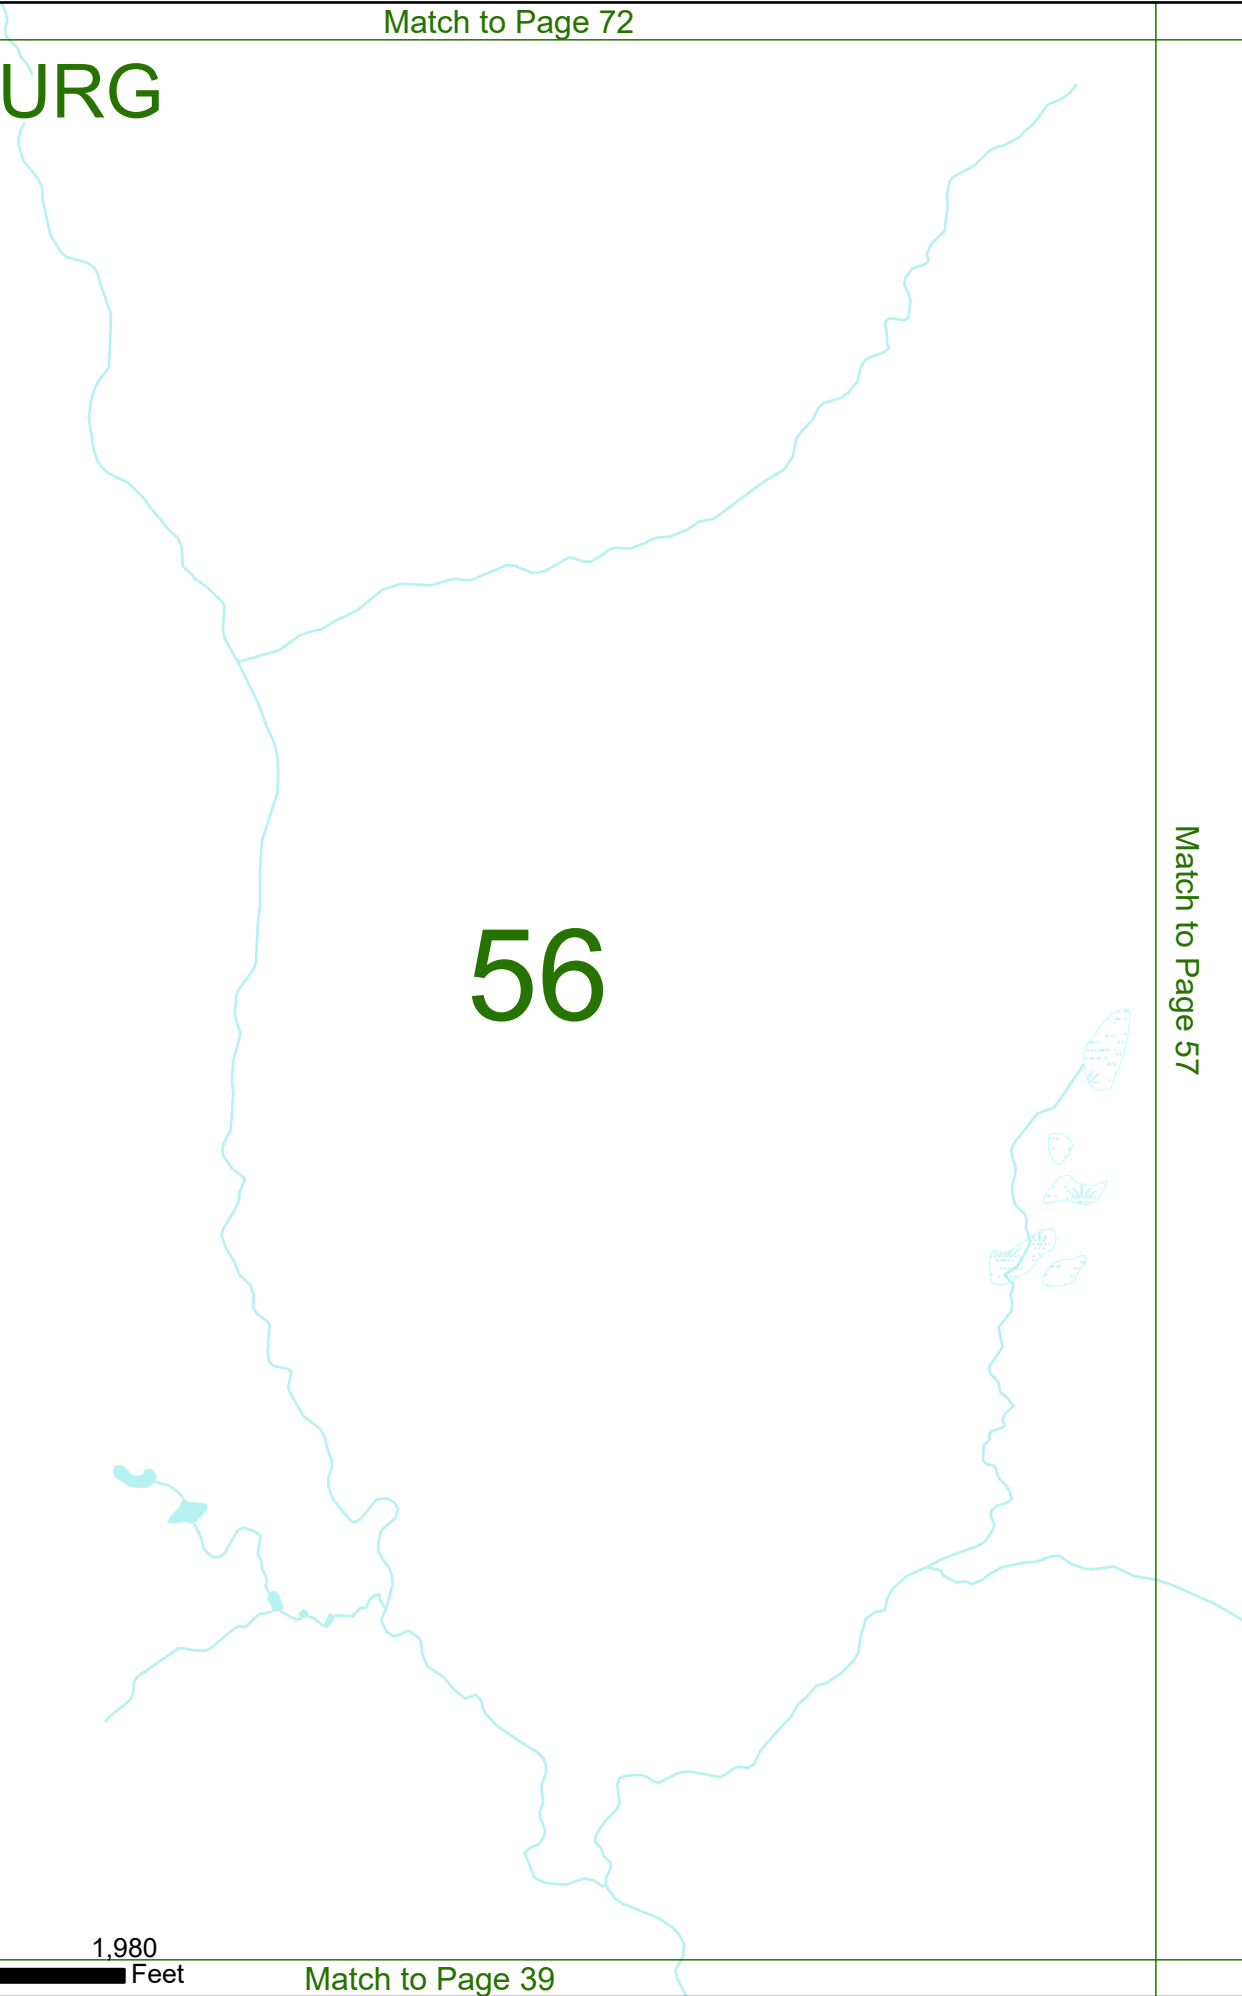 Match to Page 72
URG
56
Match to Page 57
1,980
Feet
Match to Page 39